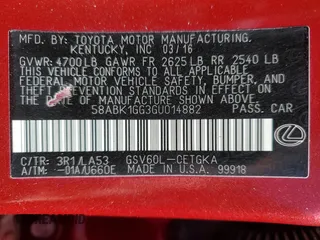 MFD. BY: TOYOTA MOTOR MANUFACTURING.
KENTUCKY, INC 03/16
GVWR: 4700LB GAWR FR 2625LB RR 2540 LB
THIS VEHICLE CONFORMS TO ALL APPLICABLE
FEDERAL MOTOR VEHICLE SAFETY, BUMPER, AND
THEFT PREVENTION STANDARDS IN EFFECT ON
THE DATE OF MANUFACTURE SHOWN ABOVE.
58ABK1GG3GU014882 PASS. CAR
C/TR: 3R1/LA53 GSV60L-CETGKA
A/TM: -01A/U660E MADE IN U.S.A. 99918